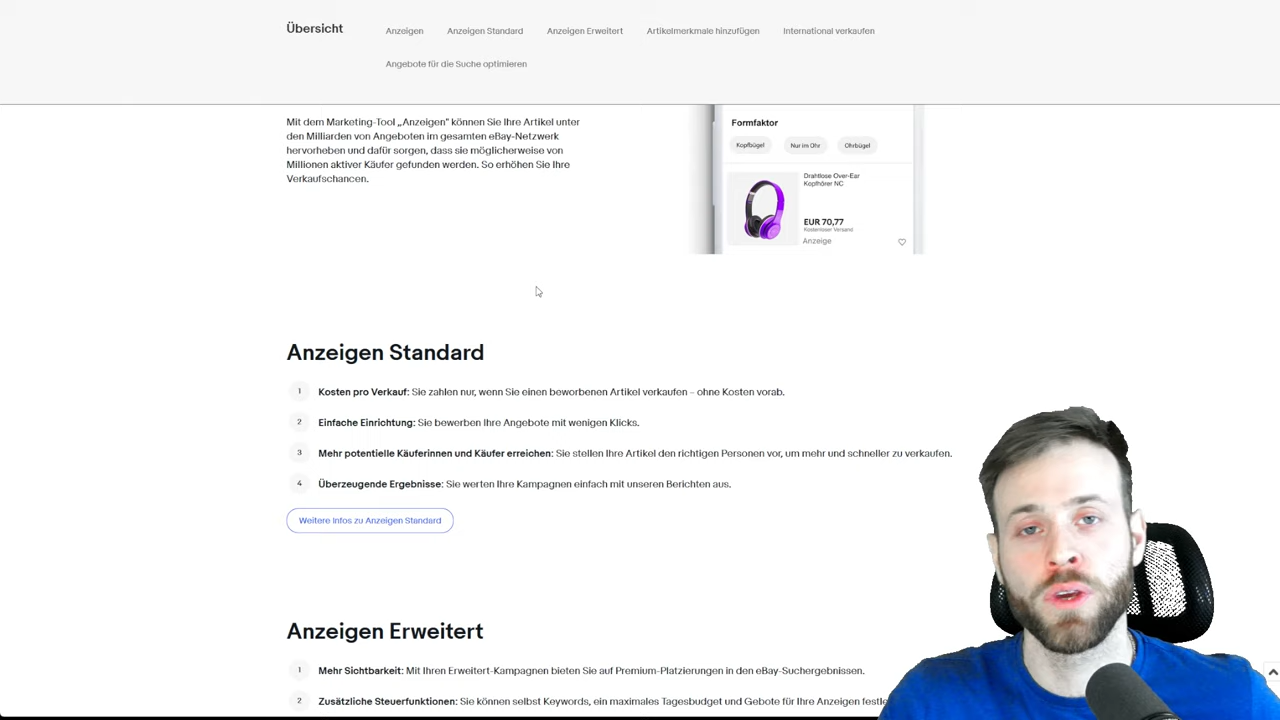 Übersicht
Anzeigen
Anzeigen Standard
Anzeigen Erweitert
Artikelmerkmale hinzufügen
International verkaufen
Angebote für die Suche optimieren
Mit dem Marketing-Tool „Anzeigen" können Sie Ihre Artikel unter
den Milliarden von Angeboten im gesamten eBay-Netzwerk
hervorheben und dafür sorgen, dass sie möglicherweise von
Millionen aktiver Käufer gefunden werden. So erhöhen Sie Ihre
Verkaufschancen.
Formfaktor
Kopfbügel
Nur im Ohr
Ohrbügel
Drahtlose Over-Ear
Kopfhörer NC
EUR 70,77
Kostenloser Versand
Anzeige
Anzeigen Standard
1 Kosten pro Verkauf: Sie zahlen nur, wenn Sie einen beworbenen Artikel verkaufen – ohne Kosten vorab.
2 Einfache Einrichtung: Sie bewerben Ihre Angebote mit wenigen Klicks.
3 Mehr potentielle Käuferinnen und Käufer erreichen: Sie stellen Ihre Artikel den richtigen Personen vor, um mehr und schneller zu verkaufen.
4 Überzeugende Ergebnisse: Sie werten Ihre Kampagnen einfach mit unseren Berichten aus.
Weitere Infos zu Anzeigen Standard
Anzeigen Erweitert
1 Mehr Sichtbarkeit: Mit Ihren Erweitert-Kampagnen bieten Sie auf Premium-Platzierungen in den eBay-Suchergebnissen.
2 Zusätzliche Steuerfunktionen: Sie können selbst Keywords, ein maximales Tagesbudget und Gebote für Ihre Anzeigen